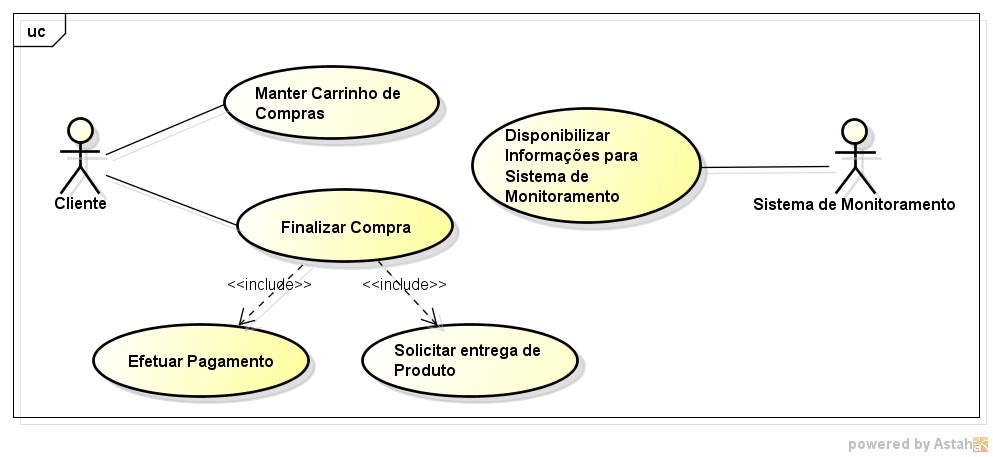 uc
Manter Carrinho de
Compras
Disponibilizar
Informações para
Sistema de
Monitoramento
Cliente
Sistema de Monitoramento
Finalizar Compra
<<include>>
<<include>>
Efetuar Pagamento
Solicitar entrega de
Produto
powered by Astah